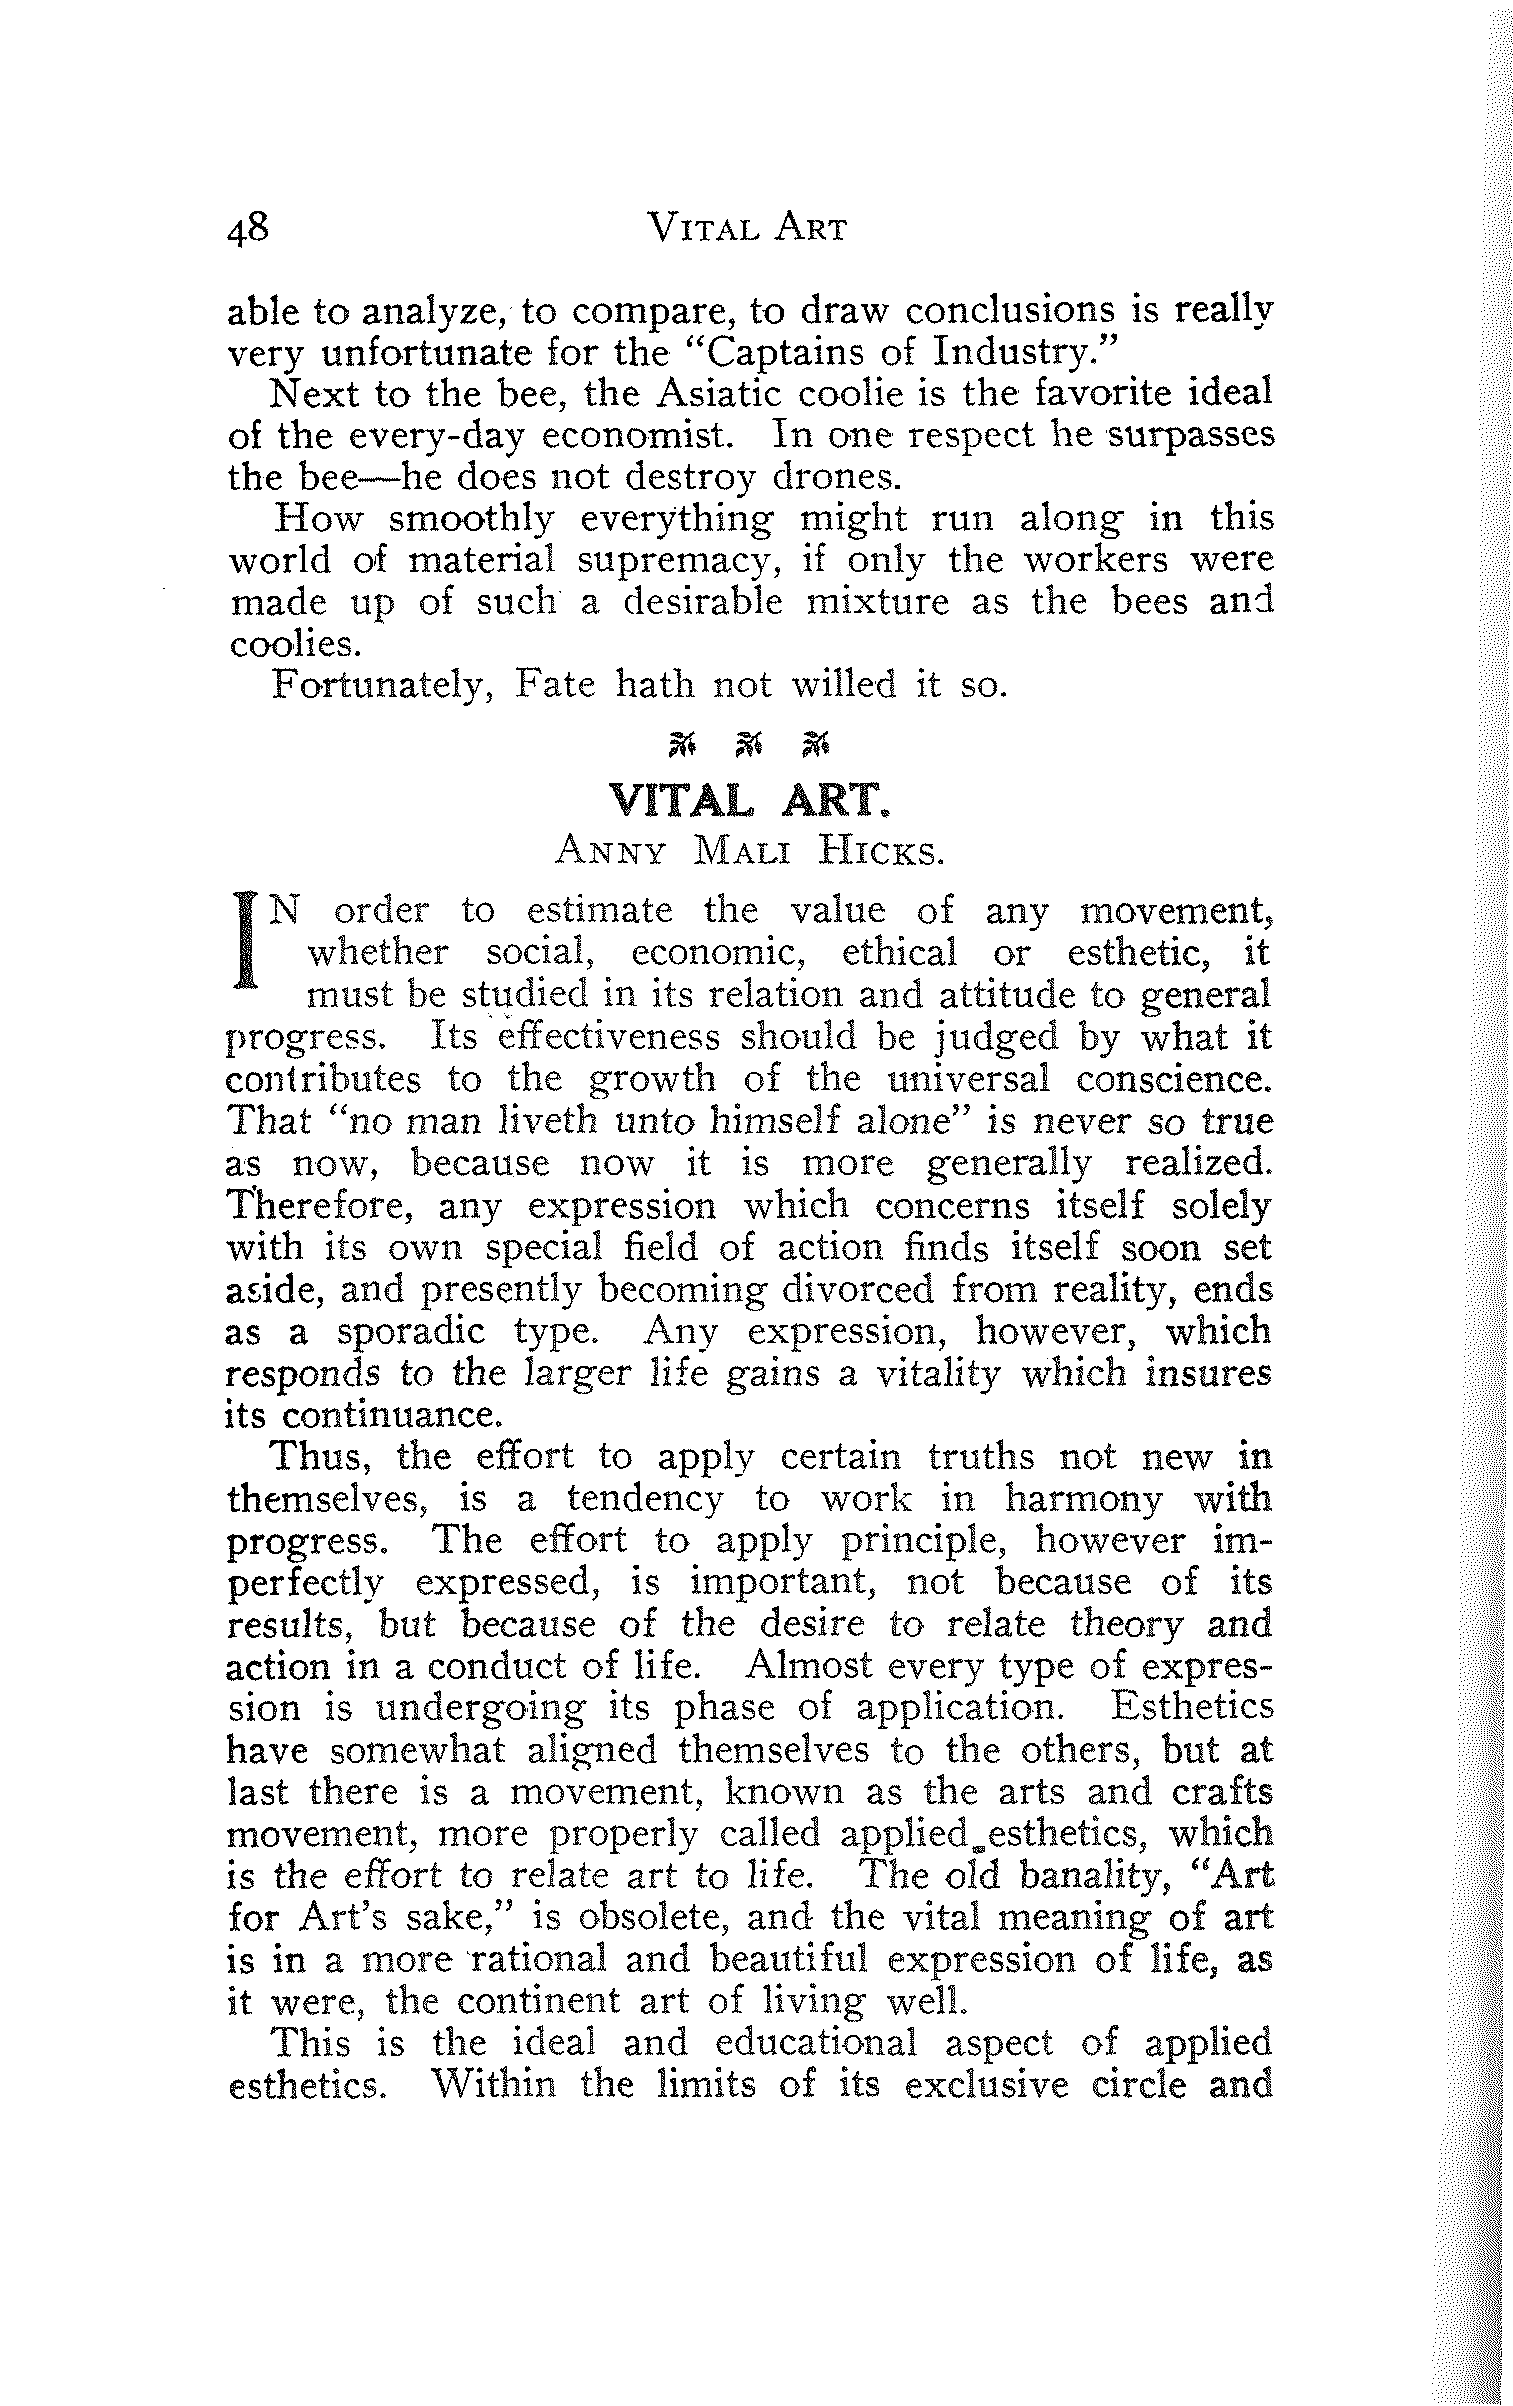 48 VITAL ART
able to analyze, to compare, to draw conclusions is really
very unfortunate for the "Captains of Industry."
Next to the bee, the Asiatic coolie is the favorite ideal
of the every-day economist. In one respect he surpasses
the bee—he does not destroy drones.
How smoothly everything might run along in this
world of material supremacy, if only the workers were
made up of such a desirable mixture as the bees and
coolies.
Fortunately, Fate hath not willed it so.
VITAL ART.
ANNY MALI HICKS.
IN order to estimate the value of any movement,
whether social, economic, ethical or esthetic, it
must be studied in its relation and attitude to general
progress. Its effectiveness should be judged by what it
contributes to the growth of the universal conscience.
That "no man liveth unto himself alone" is never so true
as now, because now it is more generally realized.
Therefore, any expression which concerns itself solely
with its own special field of action finds itself soon set
aside, and presently becoming divorced from reality, ends
as a sporadic type. Any expression, however, which
responds to the larger life gains a vitality which insures
its continuance.
Thus, the effort to apply certain truths not new in
themselves, is a tendency to work in harmony with
progress. The effort to apply principle, however im-
perfectly expressed, is important, not because of its
results, but because of the desire to relate theory and
action in a conduct of life. Almost every type of expres-
sion is undergoing its phase of application. Esthetics
have somewhat aligned themselves to the others, but at
last there is a movement, known as the arts and crafts
movement, more properly called applied esthetics, which
is the effort to relate art to life. The old banality, "Art
for Art's sake," is obsolete, and the vital meaning of art
is in a more rational and beautiful expression of life, as
it were, the continent art of living well.
This is the ideal and educational aspect of applied
esthetics. Within the limits of its exclusive circle and